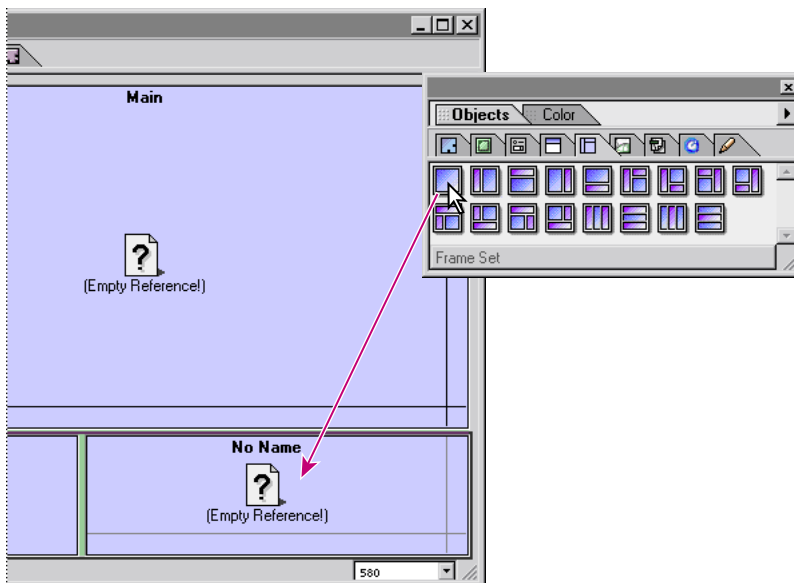 Main
(Empty Reference!)
No Name
(Empty Reference!)
580
Objects
Color
Frame Set